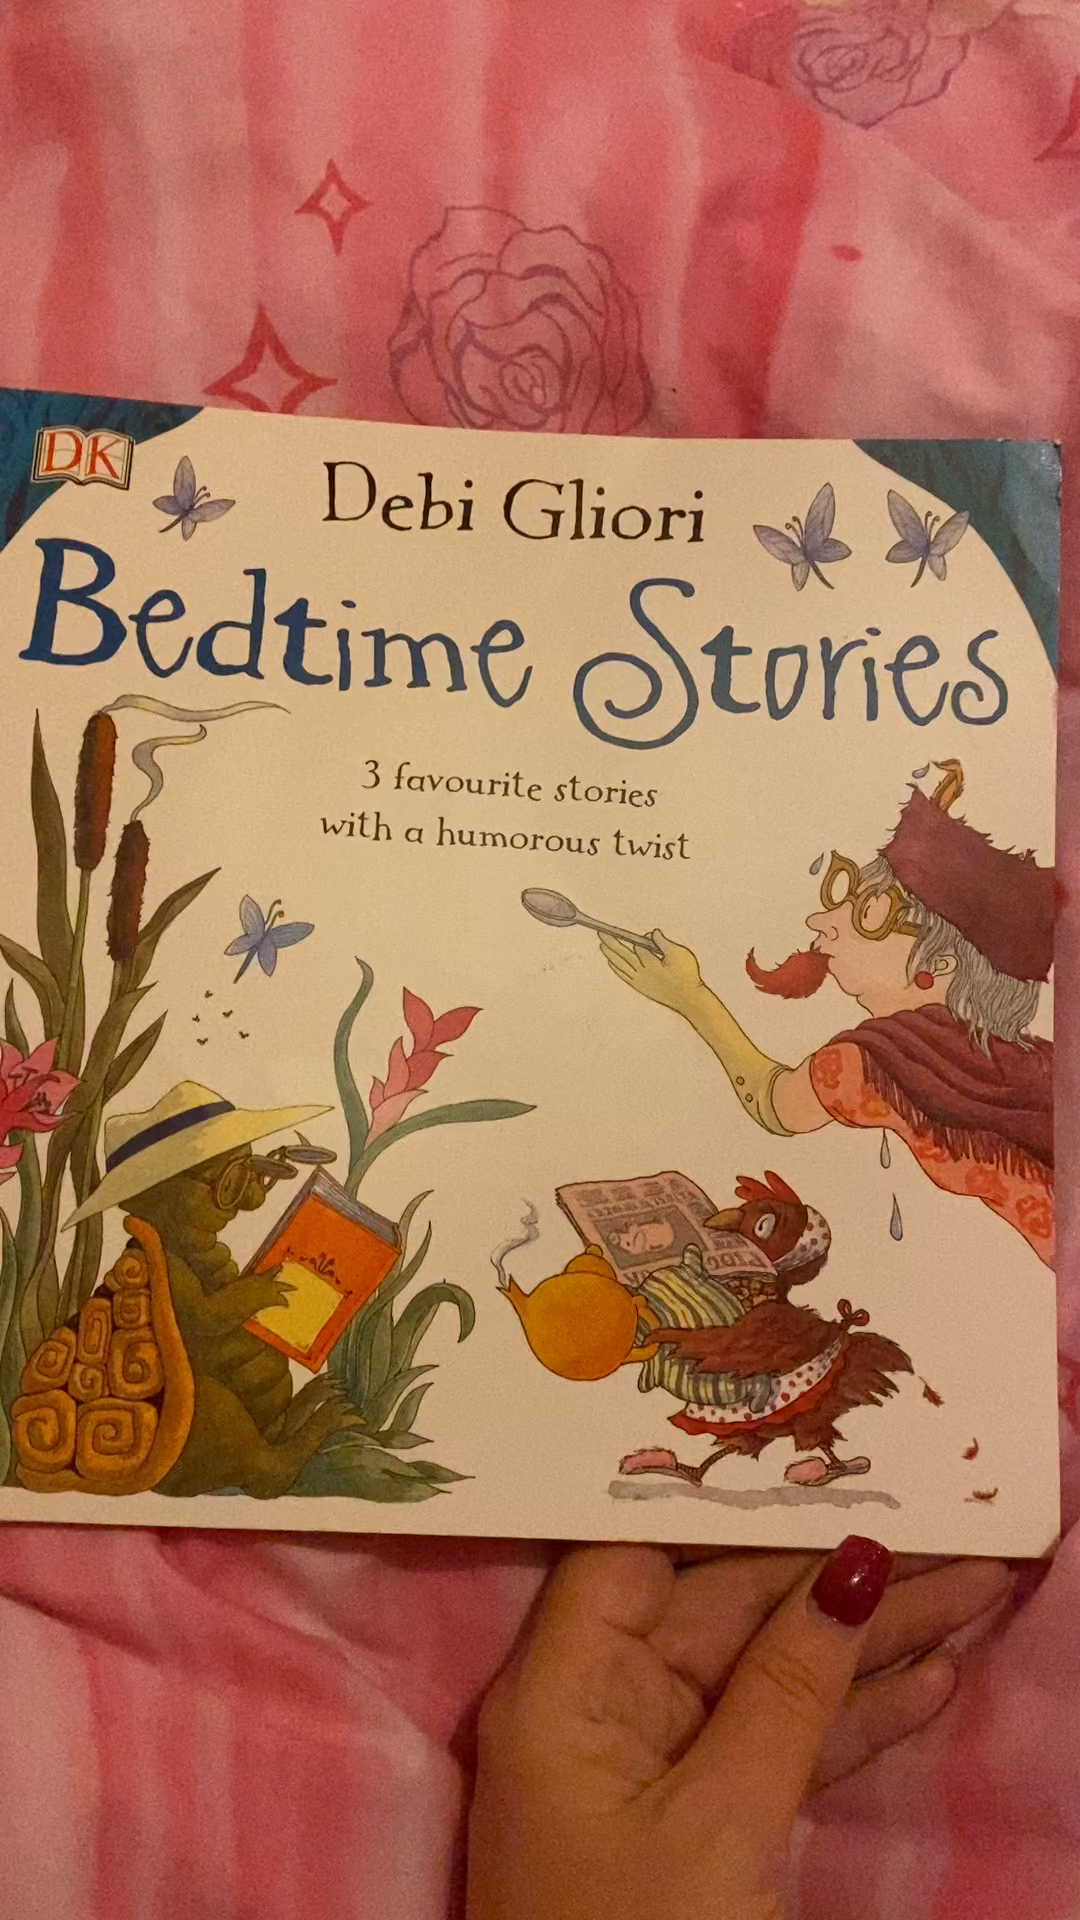 DK
Debi Gliori
Bedtime Stories
3 favourite stories
with a humorous twist